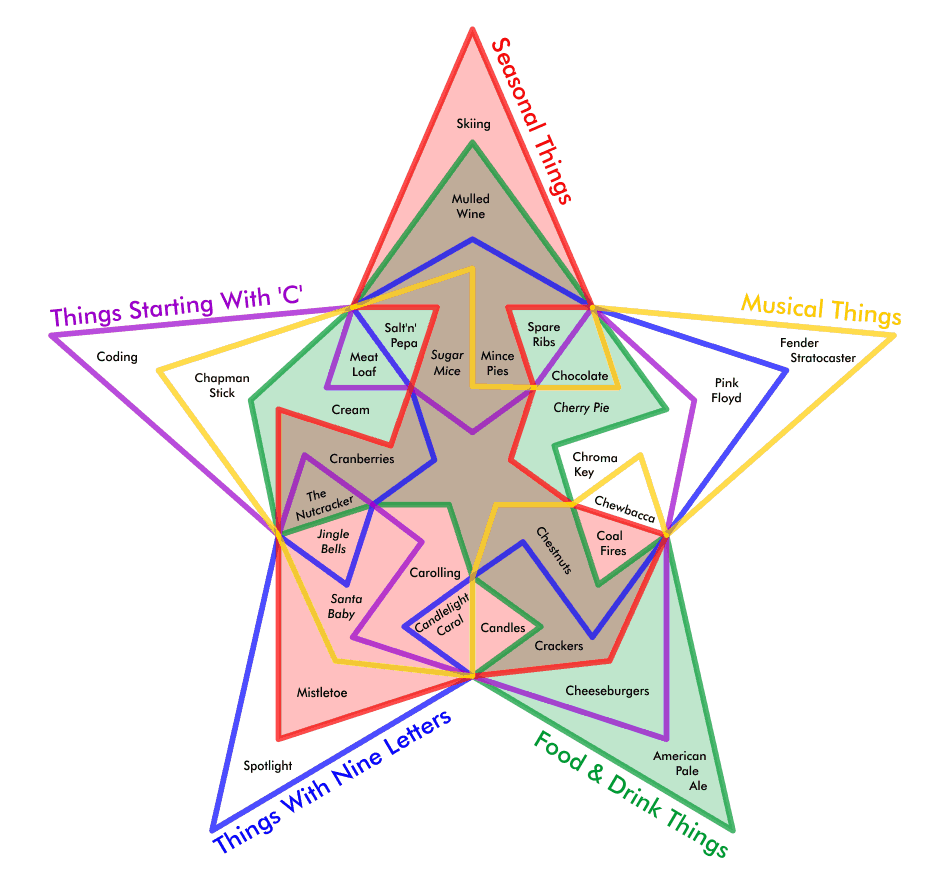 Seasonal Things
Skiing
Mulled
Wine
Things Starting With 'C'
Musical Things
Coding
Chapman
Stick
Salt'n'
Pepa
Meat
Loaf
Sugar
Mice
Mince
Pies
Spare
Ribs
Chocolate
Fender
Stratocaster
Pink
Floyd
Cream
Cherry Pie
Cranberries
Chroma
Key
The
Nutcracker
Chewbacca
Jingle
Bells
Chestnuts
Coal
Fires
Carolling
Santa
Baby
Candlelight
Carol
Candles
Crackers
Mistletoe
Cheeseburgers
Spotlight
American
Pale
Ale
Things With Nine Letters
Food & Drink Things